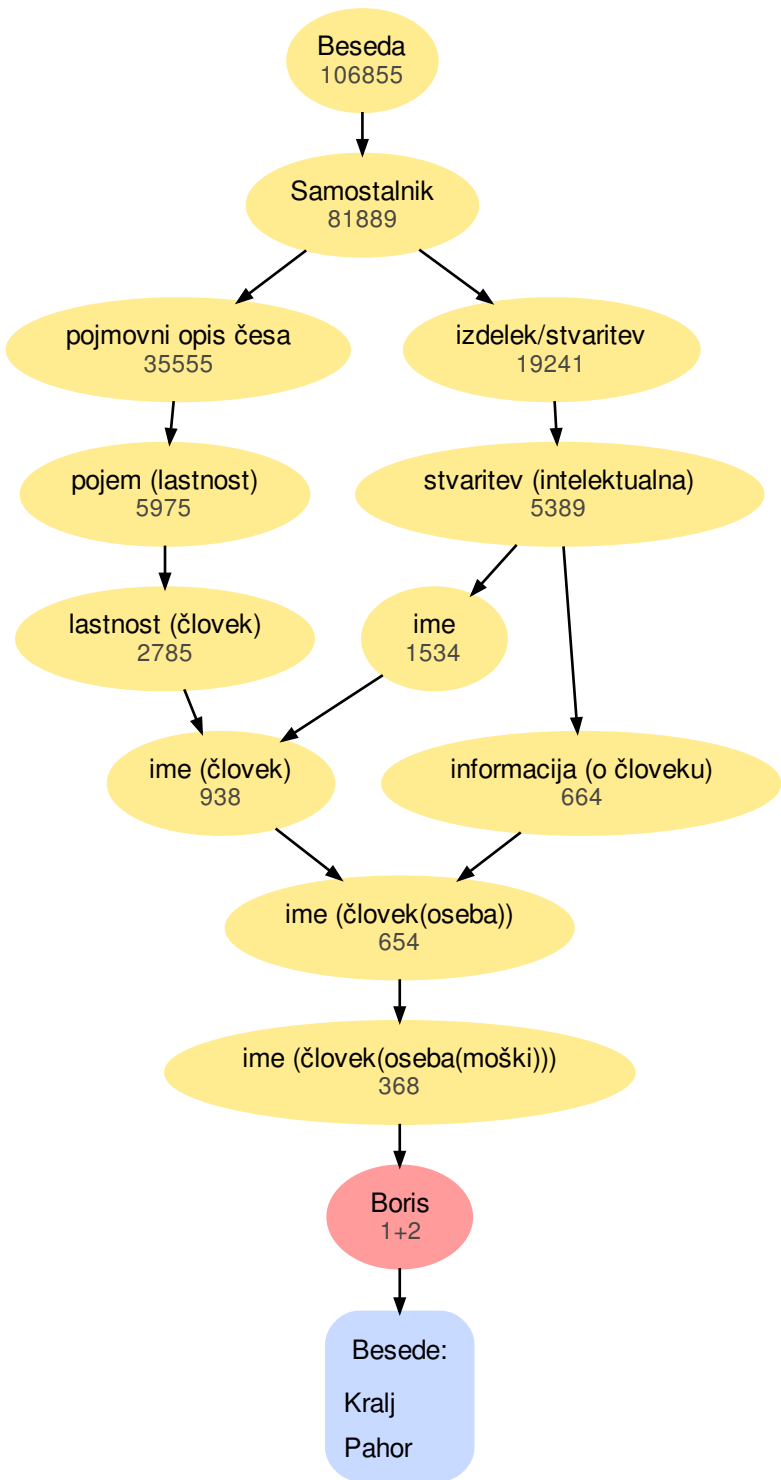 Beseda
106855
Samostalnik
81889
pojmovni opis česa
35555
izdelek/stvaritev
19241
pojem (lastnost)
5975
stvaritev (intelektualna)
5389
lastnost (človek)
2785
ime
1534
ime (človek)
938
informacija (o človeku)
664
ime (človek(oseba))
654
ime (človek(oseba(moški)))
368
Boris
1+2
Besede:
Kralj
Pahor